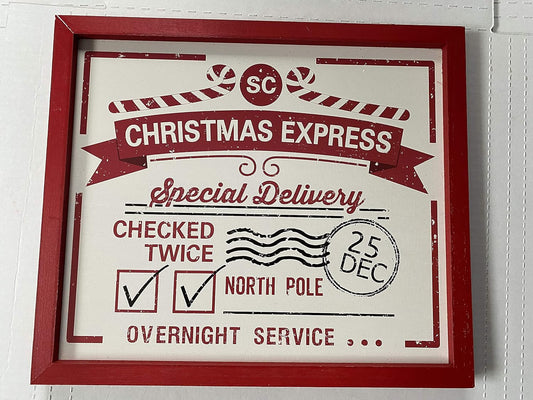 SC
CHRISTMAS EXPRESS
Special Delivery
CHECKED
TWICE
25
DEC
NORTH POLE
OVERNIGHT SERVICE ...